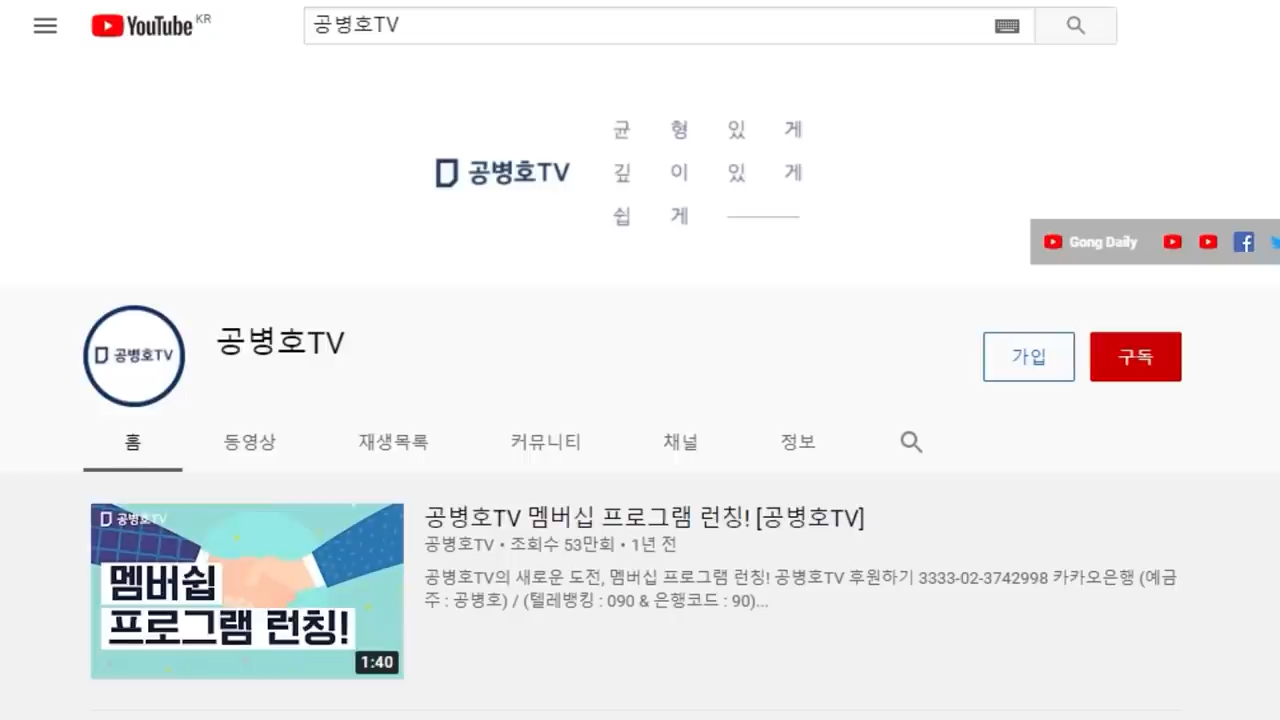 YouTube KR
공병호TV
균형있게
공병호TV
깊이있게
쉽게
Gong Daily
공병호TV
공병호TV
가입
구독
홈
동영상
재생목록
커뮤니티
채널
정보
공병호TV
멤버쉽
프로그램 런칭!
1:40
공병호TV 멤버십 프로그램 런칭! [공병호TV]
공병호TV • 조회수 53만회 • 1년 전
공병호TV의 새로운 도전, 멤버십 프로그램 런칭! 공병호TV 후원하기 3333-02-3742998 카카오은행 (예금
주 : 공병호) / (텔레뱅킹 : 090 & 은행코드 : 90)...